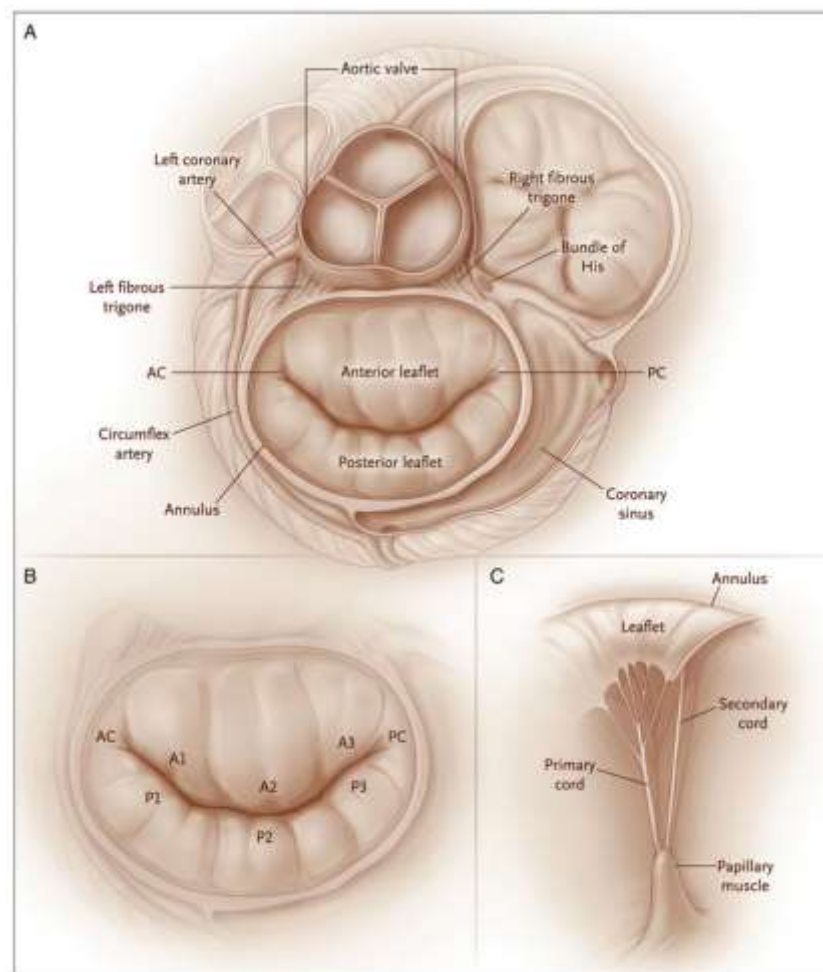 A
Aortic valve
Left coronary
artery
Right fibrous
trigone
Bundle of
His
Left fibrous
trigone
AC
Anterior leaflet
PC
Circumflex
artery
Posterior leaflet
Annulus
Coronary
sinus
B
AC
A1
A2
A3
PC
P1
P2
P3
C
Annulus
Leaflet
Secondary
cord
Primary
cord
Papillary
muscle